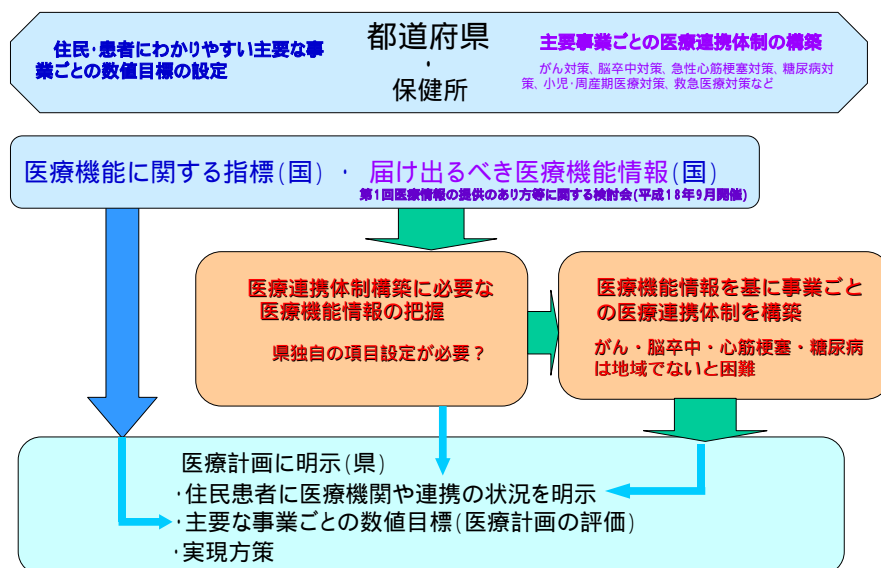 都道府県
・
保健所
住民・患者にわかりやすい主要な事
業ごとの数値目標の設定
主要事業ごとの医療連携体制の構築
がん対策、脳卒中対策、急性心筋梗塞対策、糖尿病対
策、小児・周産期医療対策、救急医療対策など
医療機能に関する指標(国) ・ 届け出るべき医療機能情報(国)
第1回医療情報の提供のあり方等に関する検討会(平成18年9月開催)
医療連携体制構築に必要な
医療機能情報の把握
県独自の項目設定が必要?
医療機能情報を基に事業ごと
の医療連携体制を構築
がん・脳卒中・心筋梗塞・糖尿病
は地域でないと困難
医療計画に明示(県)
・住民患者に医療機関や連携の状況を明示
・主要な事業ごとの数値目標(医療計画の評価)
・実現方策